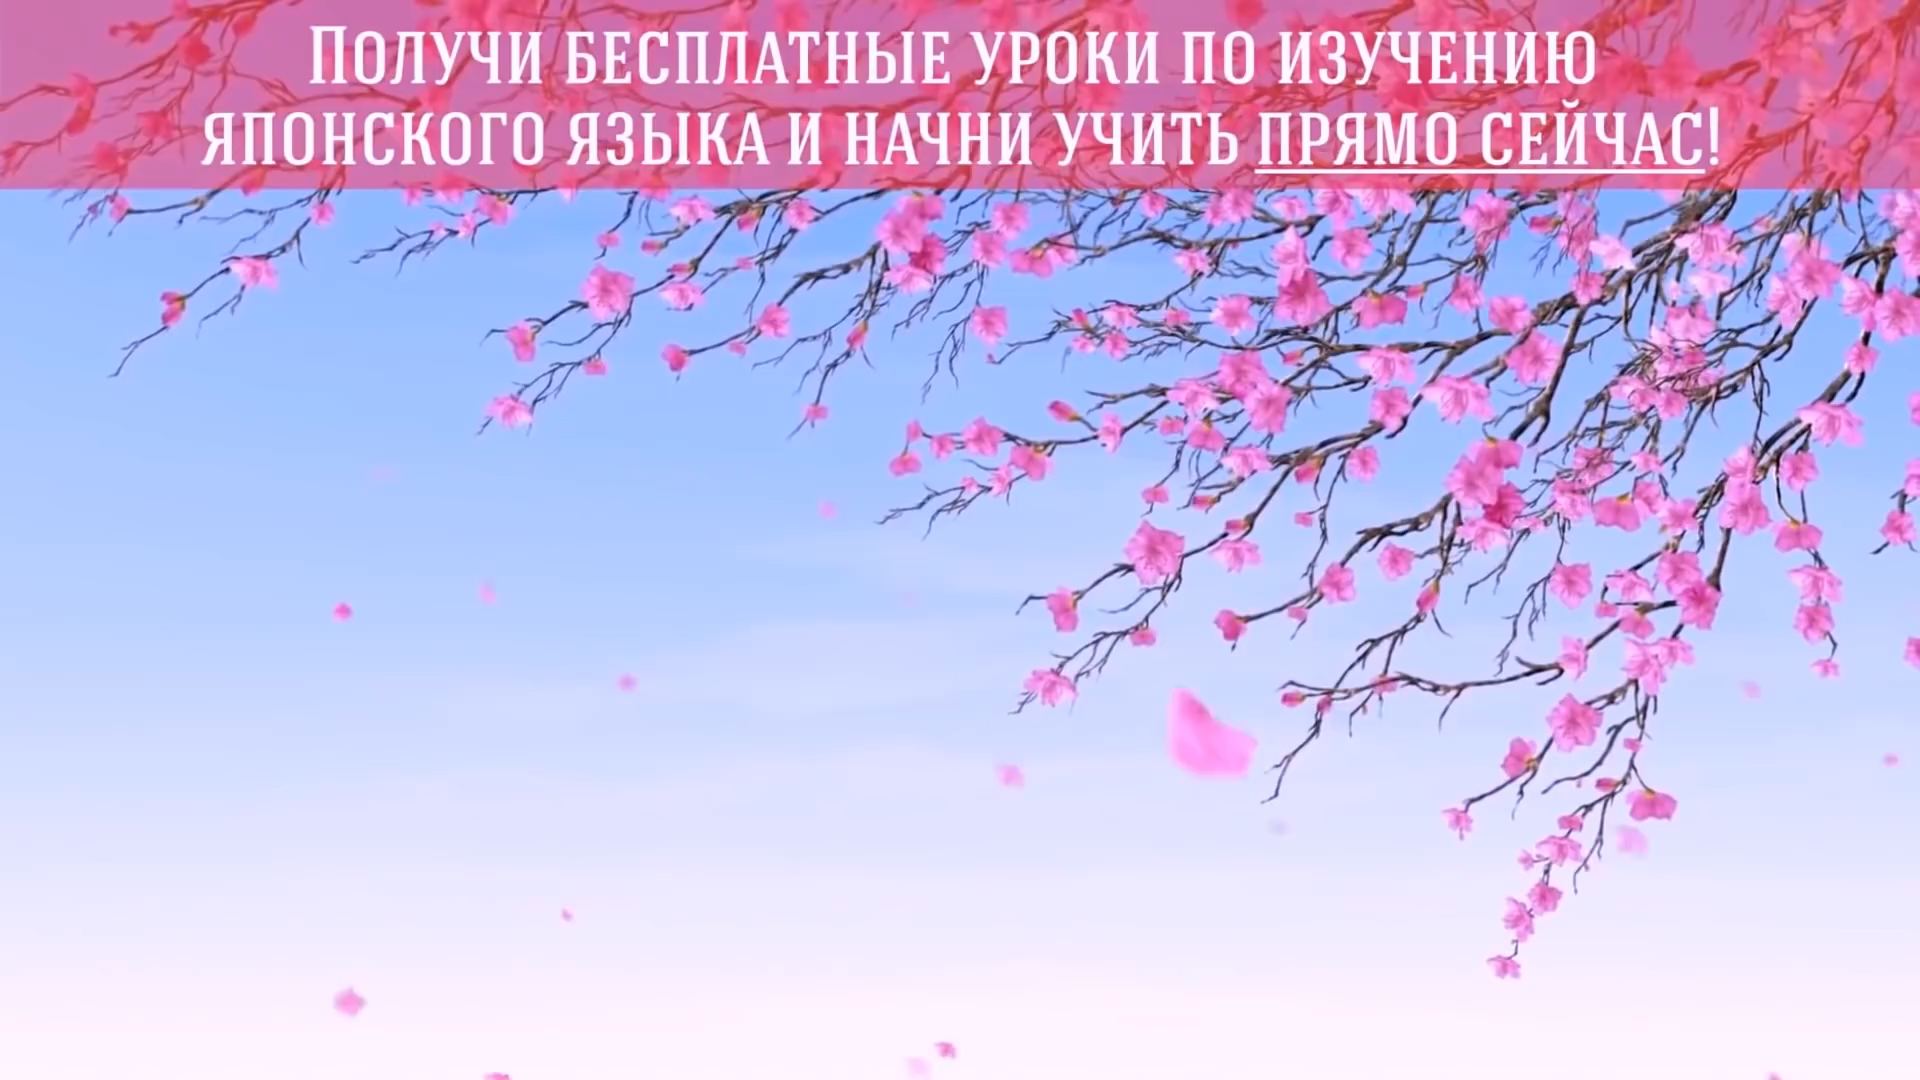 Получи бесплатные уроки по изучению
японского языка и начни учить прямо сейчас!